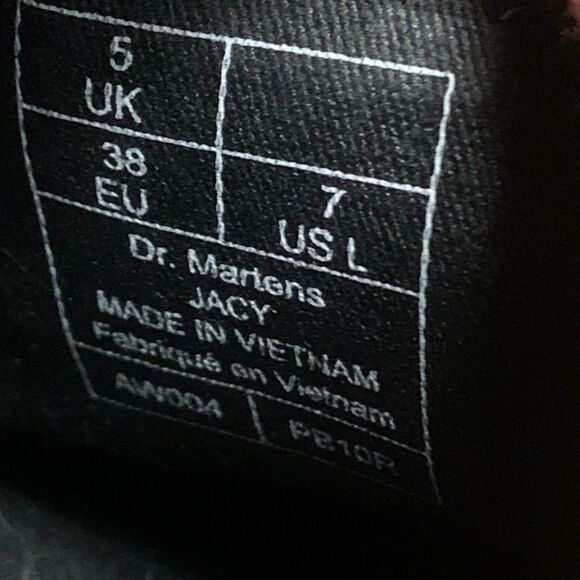 5
UK
38
EU
7
US L
Dr. Martens
JACY
MADE IN VIETNAM
Fabriqué en Vietnam
AW004
PB10R